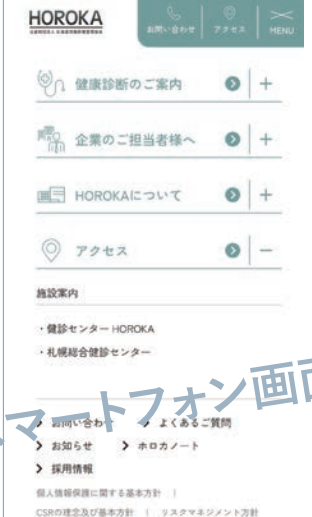 HOROKA
お問い合わせ
アクセス
MENU
健康診断のご案内
企業のご担当者様へ
HOROKAについて
アクセス
施設案内
・健診センター HOROKA
・札幌総合健診センター
スマートフォン画面
お問い合わせ
よくあるご質問
お知らせ
ホロカノート
採用情報
個人情報保護に関する基本方針 |
CSRの理念及び基本方針 | リスクマネジメント方針